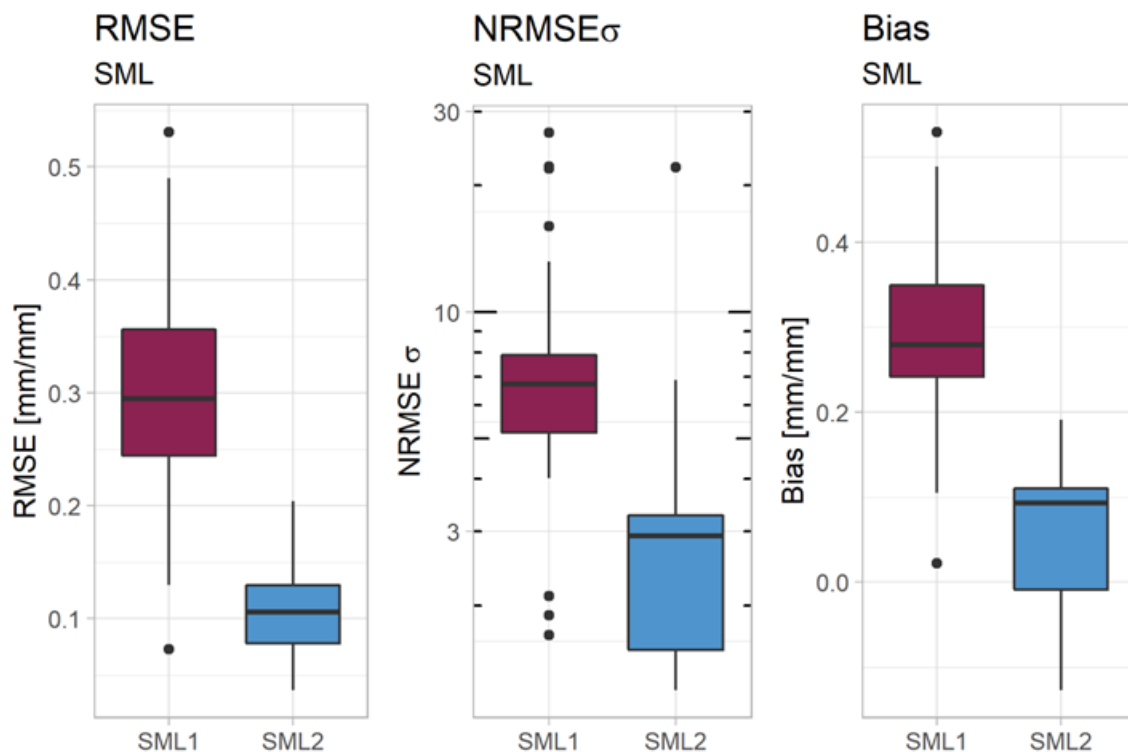 RMSE
SML
RMSE [mm/mm]
0.5
0.4
0.3
0.2
0.1
SML1 SML2
NRMSEσ
SML
NRMSE σ
30
10
3
SML1 SML2
Bias
SML
Bias [mm/mm]
0.4
0.2
0.0
SML1 SML2